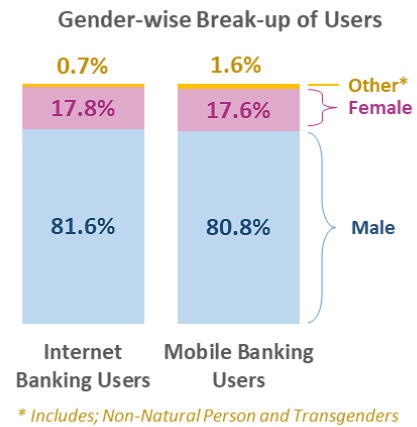 Gender-wise Break-up of Users
0.7%
1.6%
Other*
17.8%
17.6%
Female
81.6%
80.8%
Male
Internet
Banking Users
Mobile Banking
Users
* Includes; Non-Natural Person and Transgenders